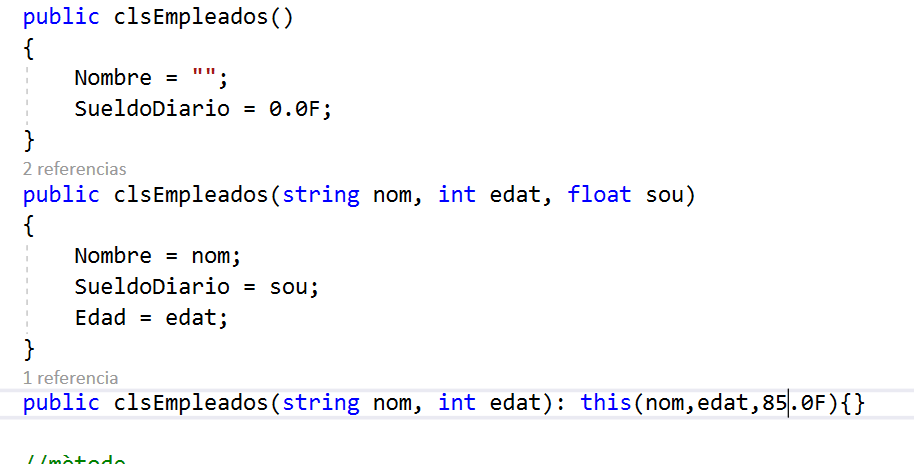 public clsEmpleados()
{
Nombre = "";
SueldoDiario = 0.0F;
}
2 referencias
public clsEmpleados(string nom, int edat, float sou)
{
Nombre = nom;
SueldoDiario = sou;
Edad = edat;
}
1 referencia
public clsEmpleados(string nom, int edat): this(nom,edat,85.0F){}
//mètode